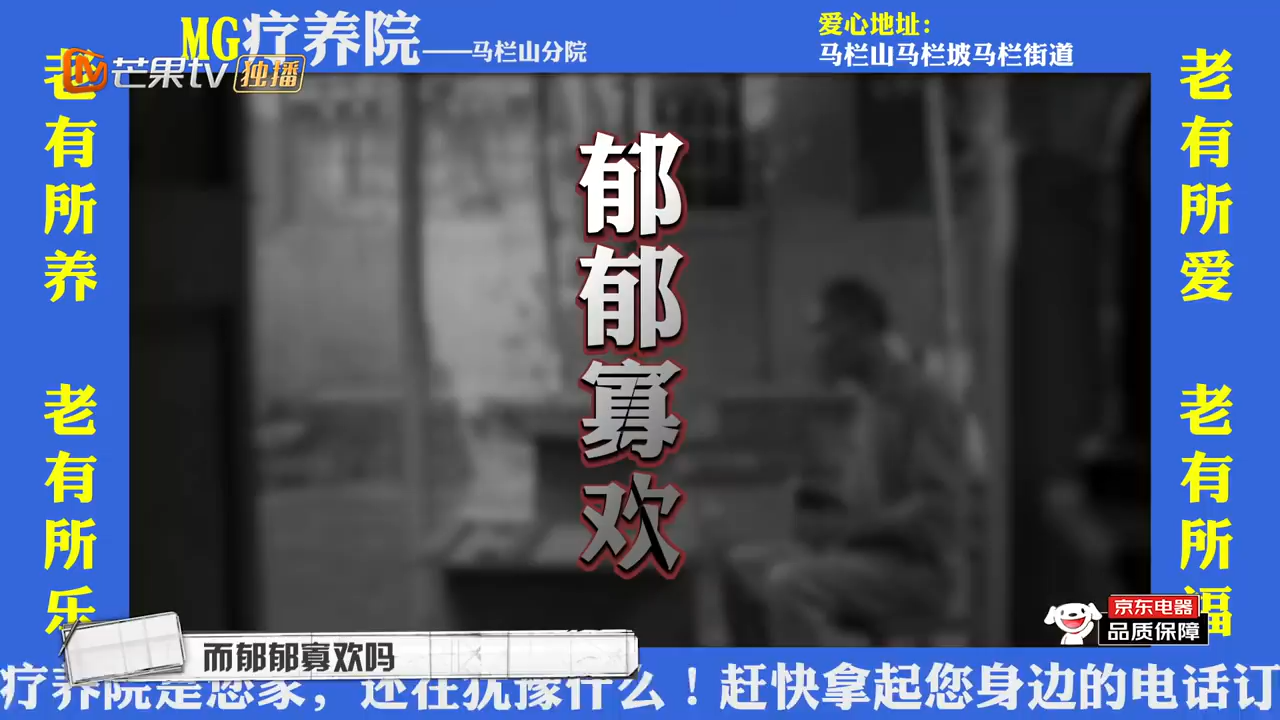 MG疗养院——马栏山分院
爱心地址：
马栏山马栏坡马栏街道
芒果tv 独播
老有所养
老有所乐
老有所爱
老有所福
郁郁寡欢
京东电器
品质保障
而郁郁寡欢吗
疗养院是您家，还在犹豫什么！赶快拿起您身边的电话订